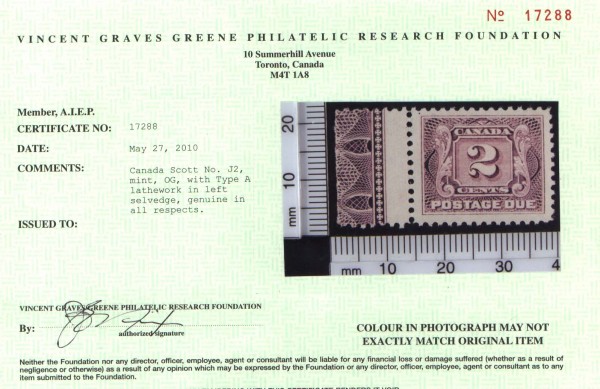 Nº 17288
VINCENT GRAVES GREENE PHILATELIC RESEARCH FOUNDATION
10 Summerhill Avenue
Toronto, Canada
M4T 1A8
Member, A.I.E.P.
CERTIFICATE NO: 17288
DATE: May 27, 2010
COMMENTS: Canada Scott No. J2,
mint, OG, with Type A
lathework in left
selvedge, genuine in
all respects.
ISSUED TO:
20
10
mm
CANADA
2
CENTS
POSTAGE DUE
mm 10 20 30 4
VINCENT GRAVES GREENE PHILATELIC RESEARCH FOUNDATION
By:
authorized signature
COLOUR IN PHOTOGRAPH MAY NOT
EXACTLY MATCH ORIGINAL ITEM
Neither the Foundation nor any director, officer, employee, agent or consultant will be liable for any financial loss or damage suffered (whether as a result of
negligence or otherwise) as a result of any opinion which may be expressed by the Foundation or any director, officer, employee, agent or consultant as to any
item submitted to the Foundation.